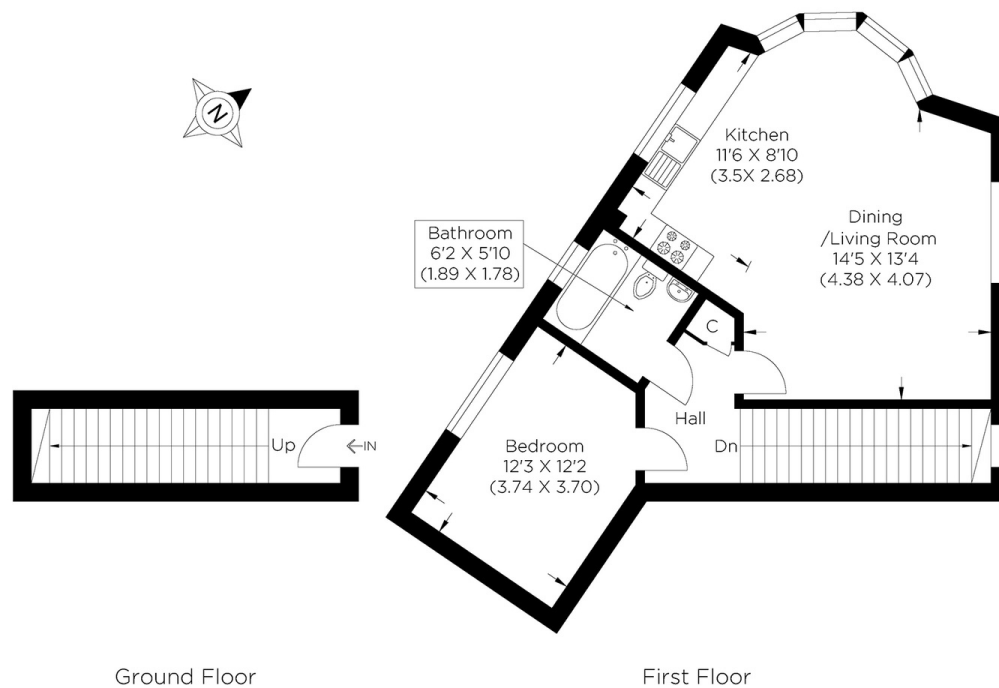 N
Kitchen
11'6 X 8'10
(3.5X 2.68)
Dining
/Living Room
14'5 X 13'4
(4.38 X 4.07)
Bathroom
6'2 X 5'10
(1.89 X 1.78)
C
Hall
Up
IN
Bedroom
12'3 X 12'2
(3.74 X 3.70)
Dn
Ground Floor
First Floor